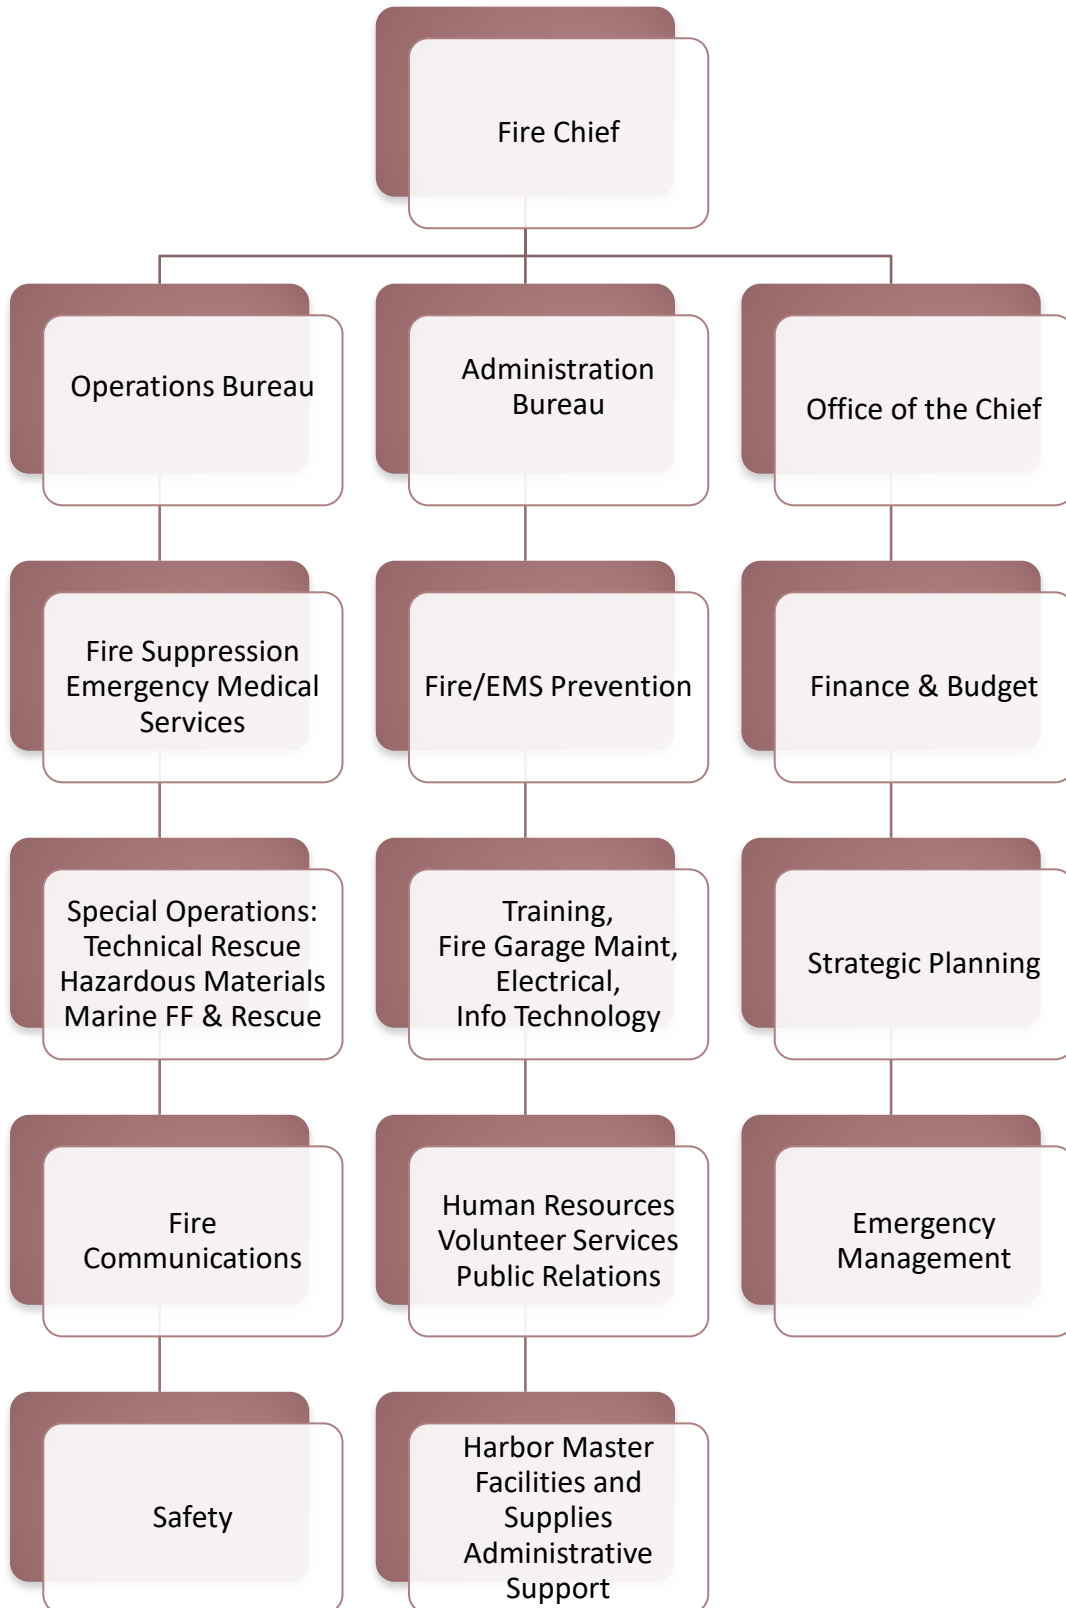 Fire Chief
Operations Bureau
Administration
Bureau
Office of the Chief
Fire Suppression
Emergency Medical
Services
Fire/EMS Prevention
Finance & Budget
Special Operations:
Technical Rescue
Hazardous Materials
Marine FF & Rescue
Training,
Fire Garage Maint,
Electrical,
Info Technology
Strategic Planning
Fire
Communications
Human Resources
Volunteer Services
Public Relations
Emergency
Management
Safety
Harbor Master
Facilities and
Supplies
Administrative
Support